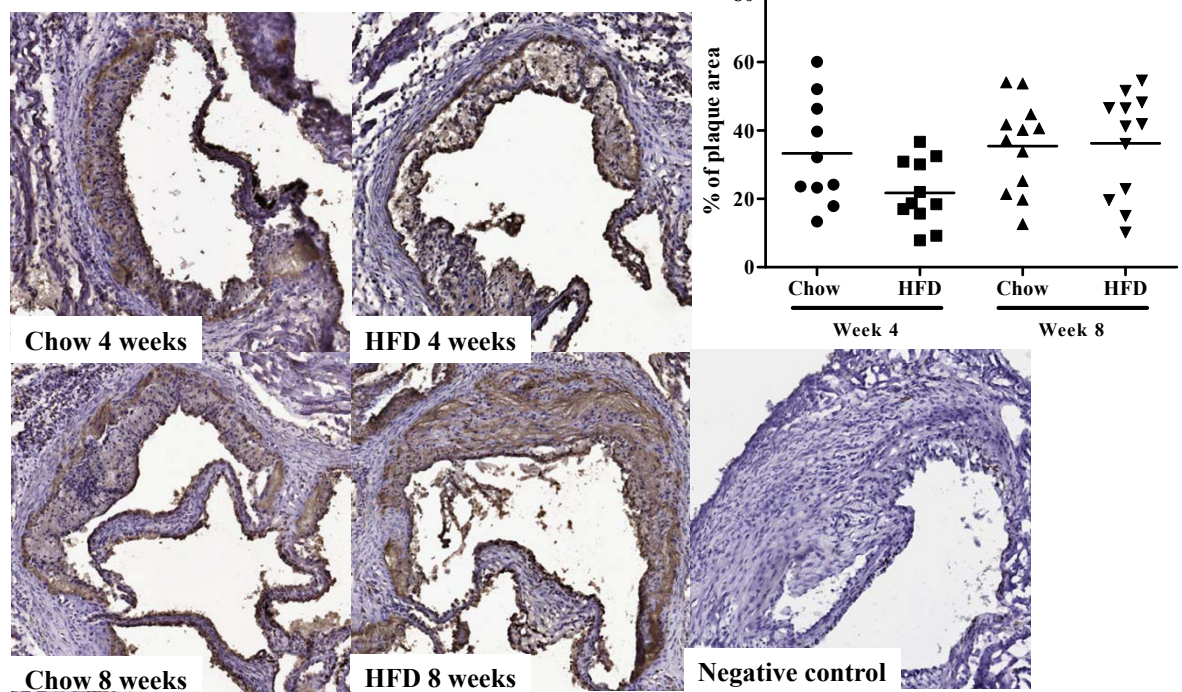 % of plaque area
60
40
20
0
Chow HFD Chow HFD
Week 4 Week 8
Chow 4 weeks
HFD 4 weeks
Chow 8 weeks
HFD 8 weeks
Negative control